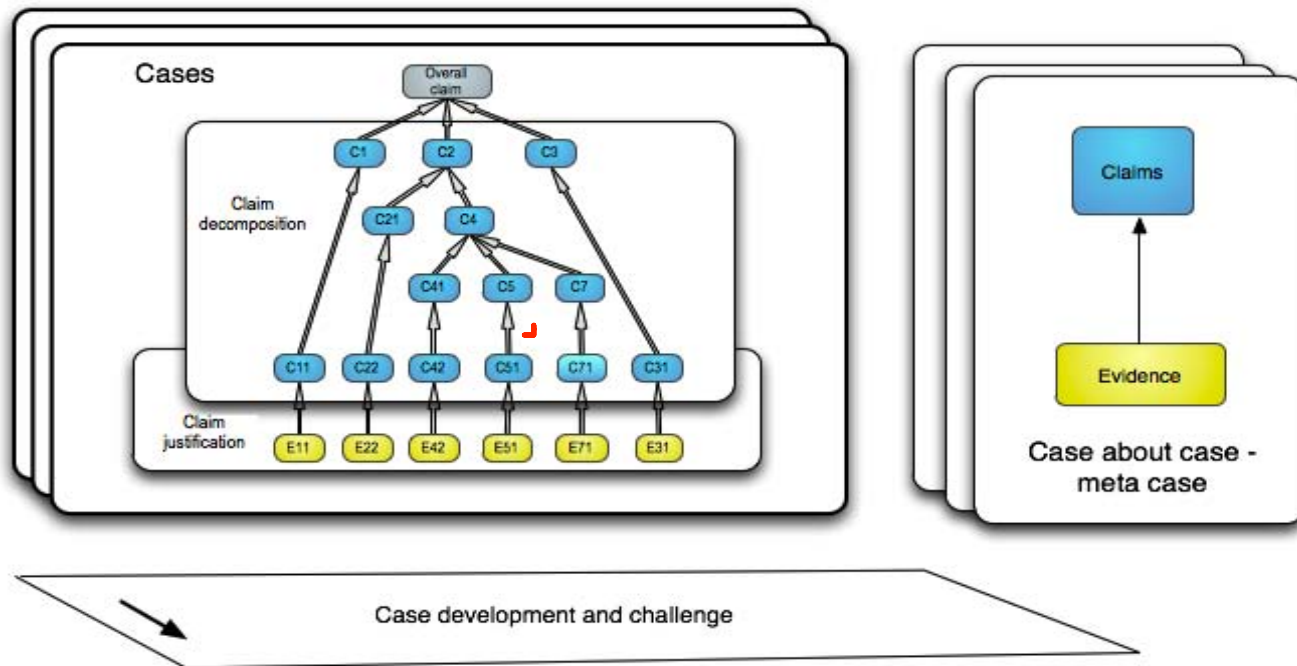 Cases
Overall
claim
C1
C2
C3
Claim
decomposition
C21
C4
C41
C5
C7
C11
C22
C42
C51
C71
C31
Claim
justification
E11
E22
E42
E51
E71
E31
Claims
Evidence
Case about case -
meta case
Case development and challenge